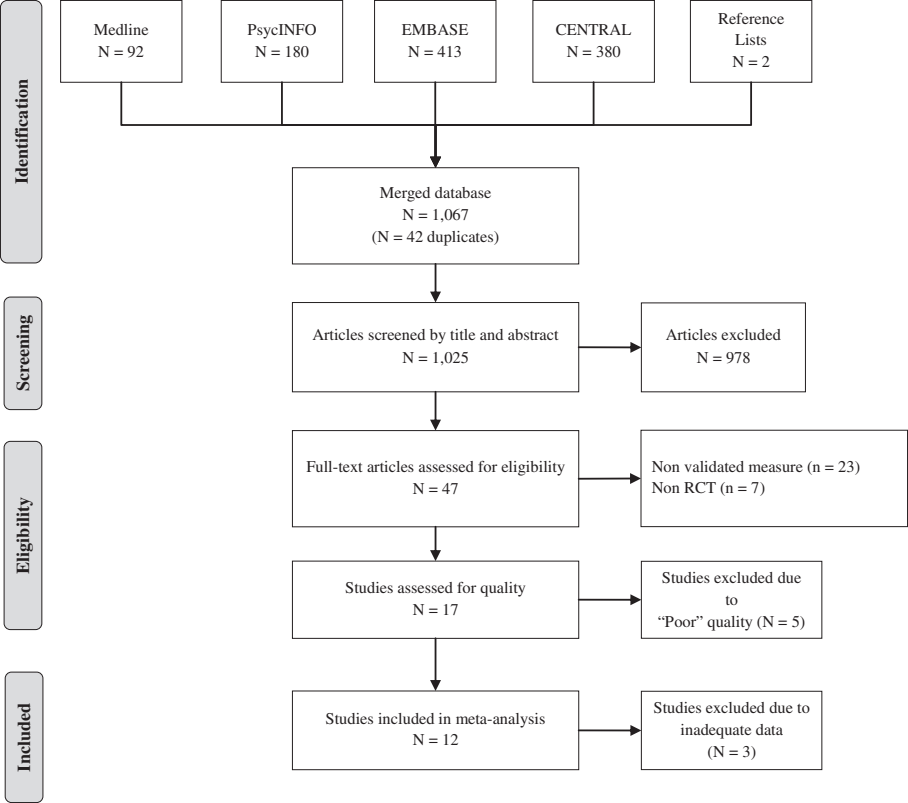 Identification
Medline
N = 92
PsycINFO
N = 180
EMBASE
N = 413
CENTRAL
N = 380
Reference
Lists
N = 2
Merged database
N = 1,067
(N = 42 duplicates)
Screening
Articles screened by title and abstract
N = 1,025
Articles excluded
N = 978
Eligibility
Full-text articles assessed for eligibility
N = 47
Non validated measure (n = 23)
Non RCT (n = 7)
Studies assessed for quality
N = 17
Studies excluded due
to
“Poor” quality (N = 5)
Included
Studies included in meta-analysis
N = 12
Studies excluded due to
inadequate data
(N = 3)